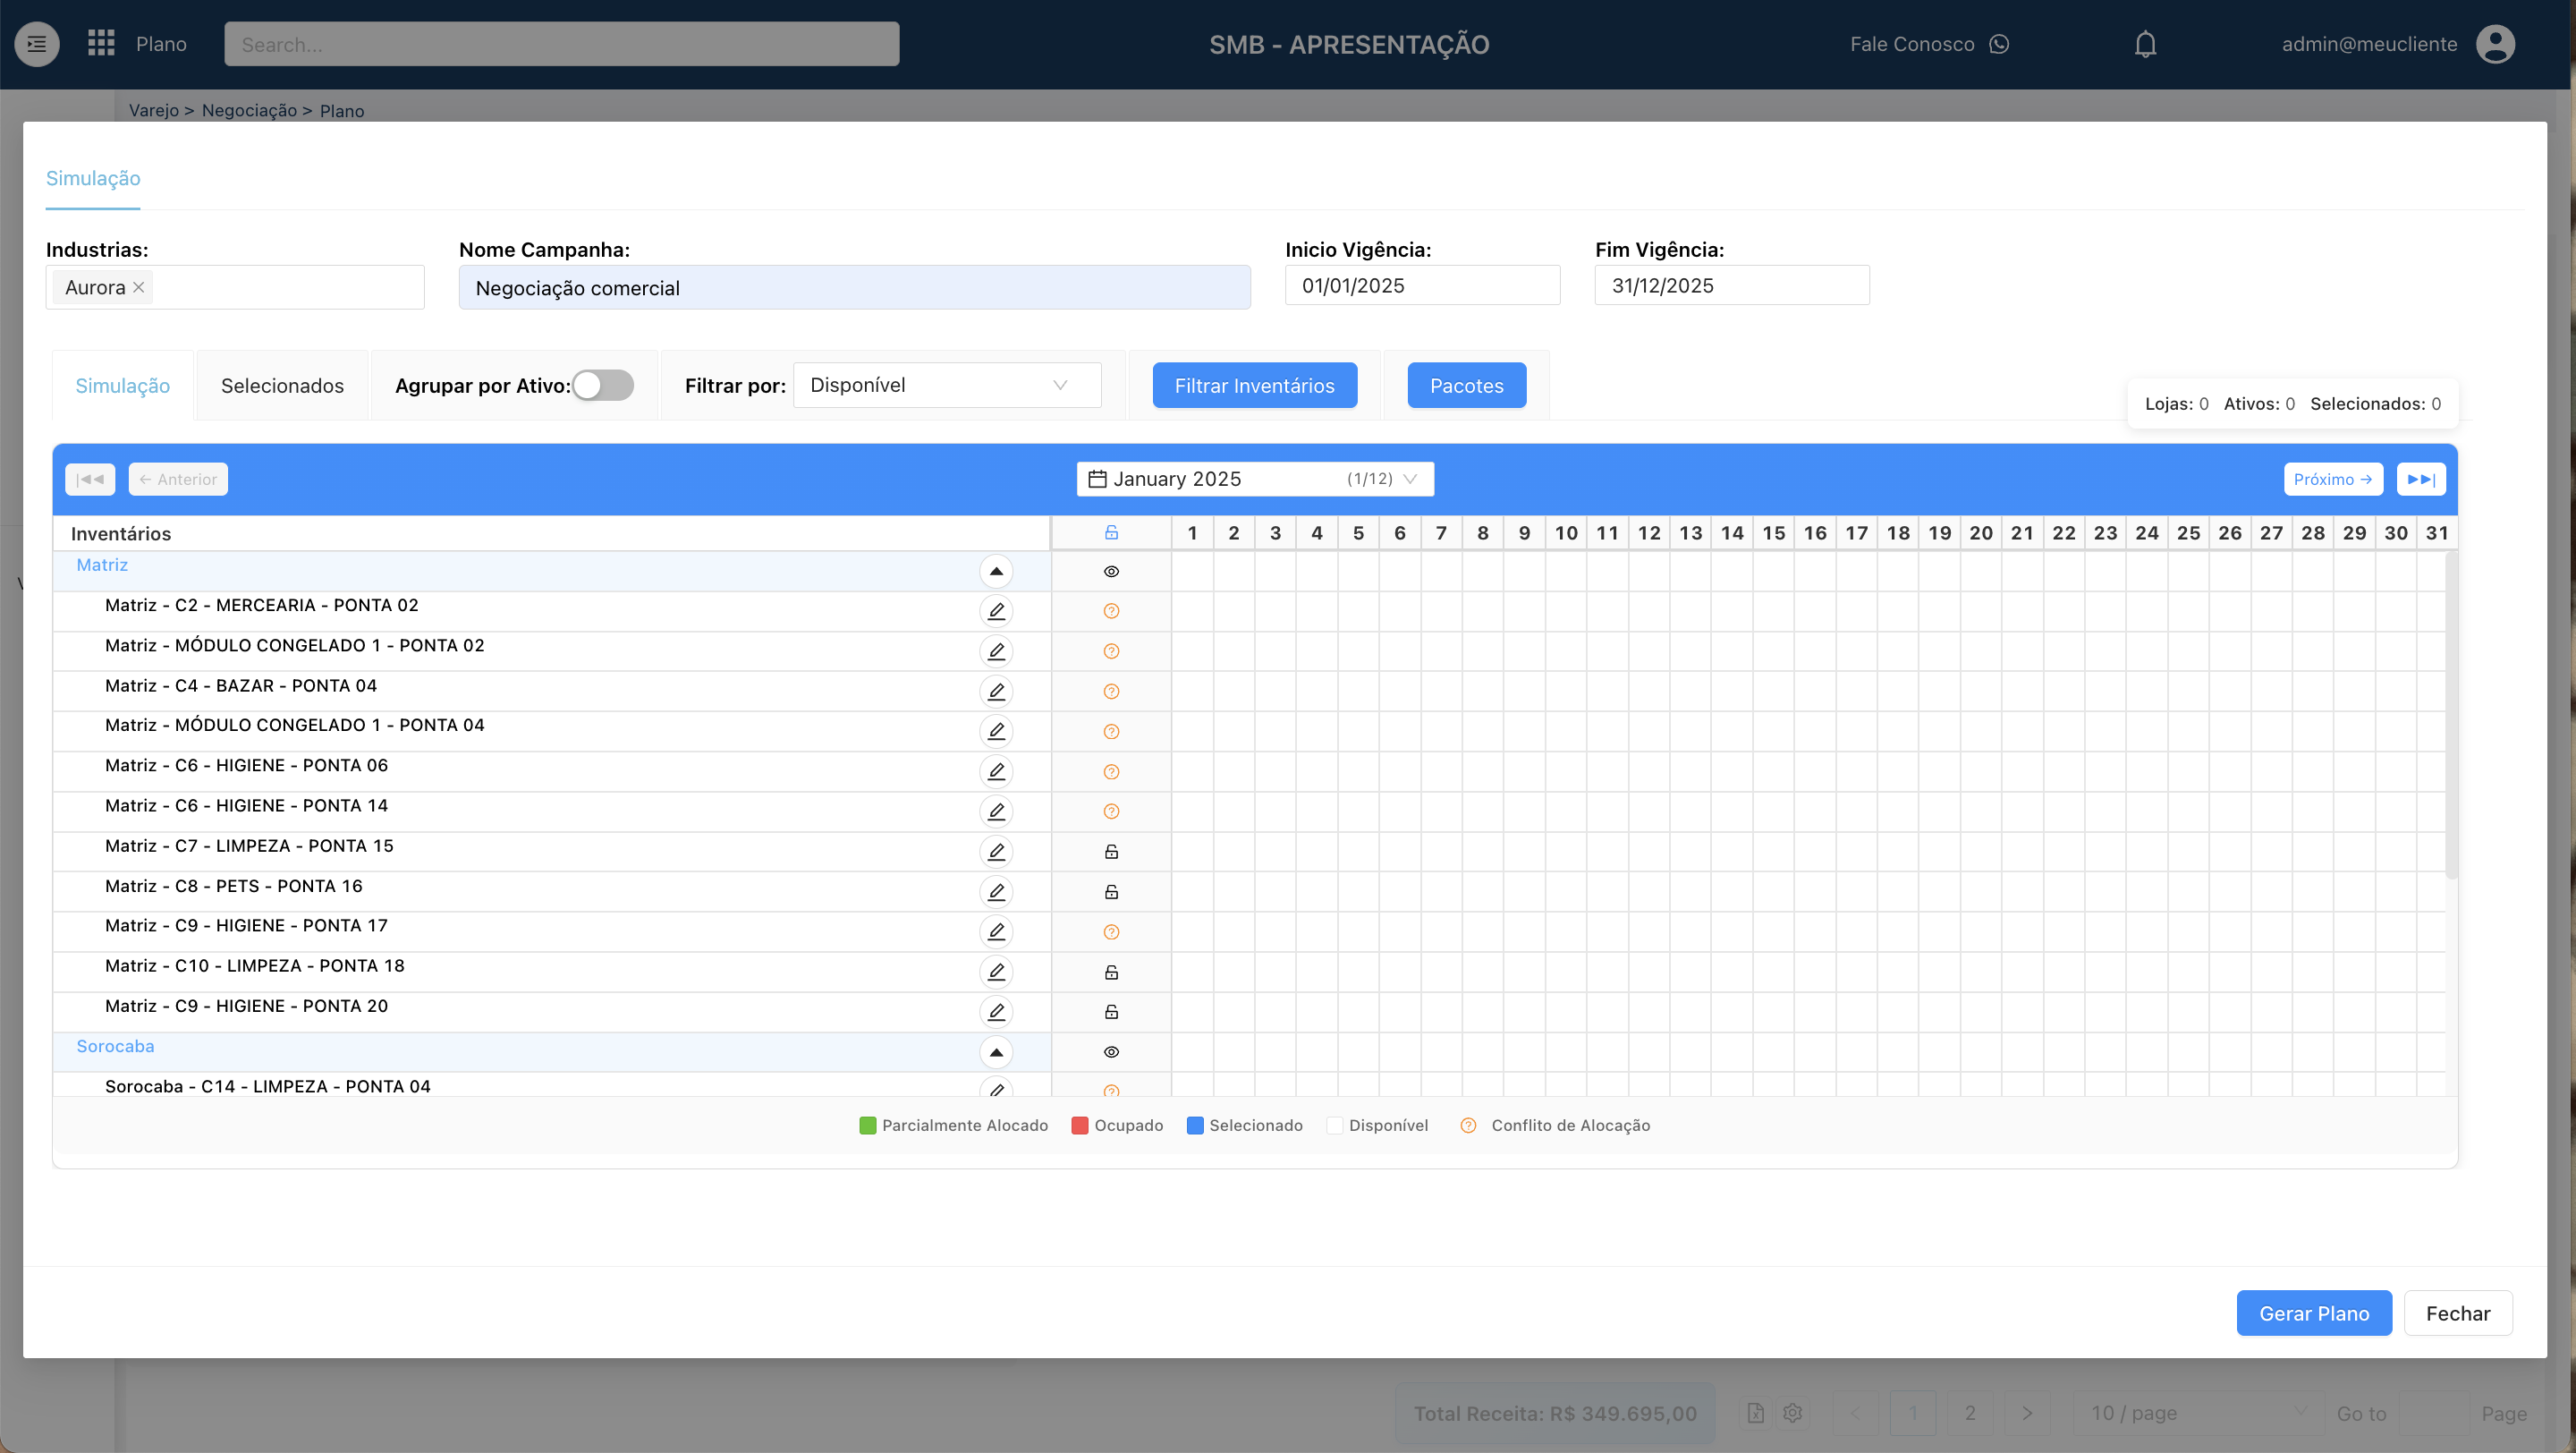 Plano
Search...
SMB - APRESENTAÇÃO
Fale Conosco
admin@meucliente
Varejo > Negociação > Plano
Simulação
Industrias:
Nome Campanha:
Inicio Vigência:
Fim Vigência:
Aurora
Negociação comercial
01/01/2025
31/12/2025
Simulação
Selecionados
Agrupar por Ativo:
Filtrar por:
Disponível
Filtrar Inventários
Pacotes
Lojas: 0 Ativos: 0 Selecionados: 0
← Anterior
January 2025
(1/12)
Próximo →
Inventários
1 2 3 4 5 6 7 8 9 10 11 12 13 14 15 16 17 18 19 20 21 22 23 24 25 26 27 28 29 30 31
Matriz
Matriz - C2 - MERCEARIA - PONTA 02
Matriz - MÓDULO CONGELADO 1 - PONTA 02
Matriz - C4 - BAZAR - PONTA 04
Matriz - MÓDULO CONGELADO 1 - PONTA 04
Matriz - C6 - HIGIENE - PONTA 06
Matriz - C6 - HIGIENE - PONTA 14
Matriz - C7 - LIMPEZA - PONTA 15
Matriz - C8 - PETS - PONTA 16
Matriz - C9 - HIGIENE - PONTA 17
Matriz - C10 - LIMPEZA - PONTA 18
Matriz - C9 - HIGIENE - PONTA 20
Sorocaba
Sorocaba - C14 - LIMPEZA - PONTA 04
Parcialmente Alocado
Ocupado
Selecionado
Disponível
Conflito de Alocação
Gerar Plano
Fechar
Total Receita: R$ 349.695,00
1
2
10 / page
Go to
Page